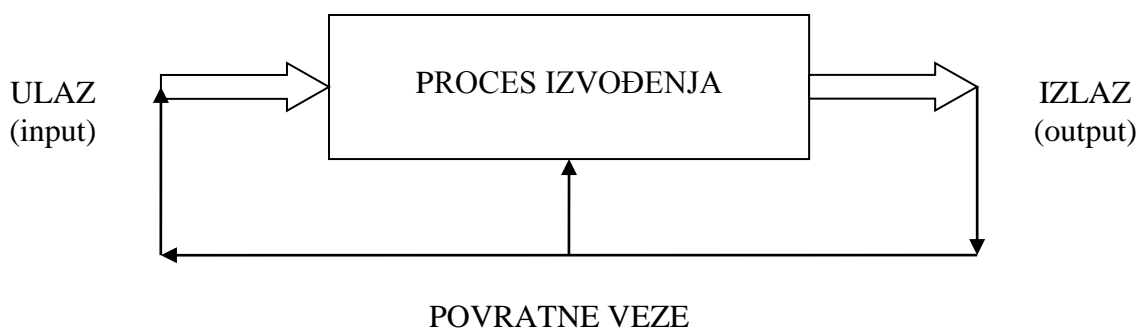 PROCES IZVOĐENJA
ULAZ
(input)
IZLAZ
(output)
POVRATNE VEZE